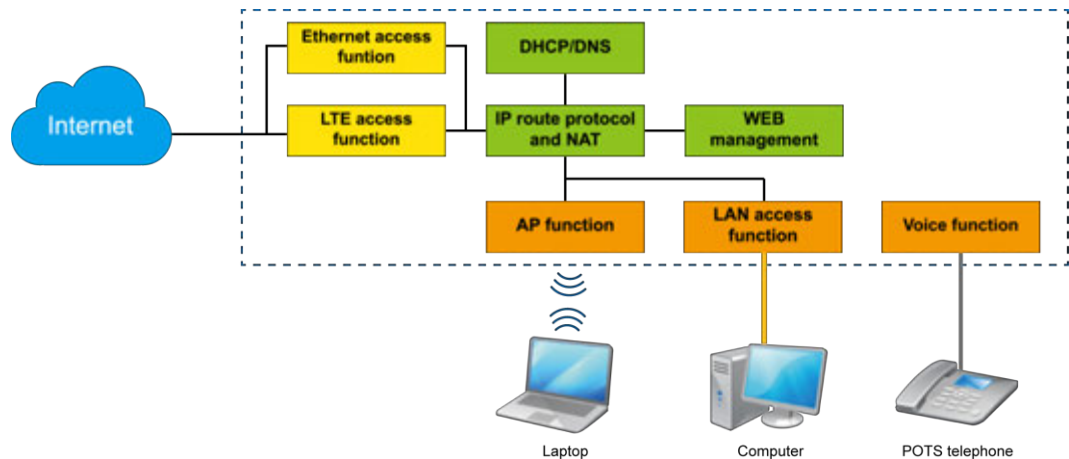 Ethernet access
funtion
DHCP/DNS
Internet
LTE access
function
IP route protocol
and NAT
WEB
management
AP function
LAN access
function
Voice function
Laptop
Computer
POTS telephone